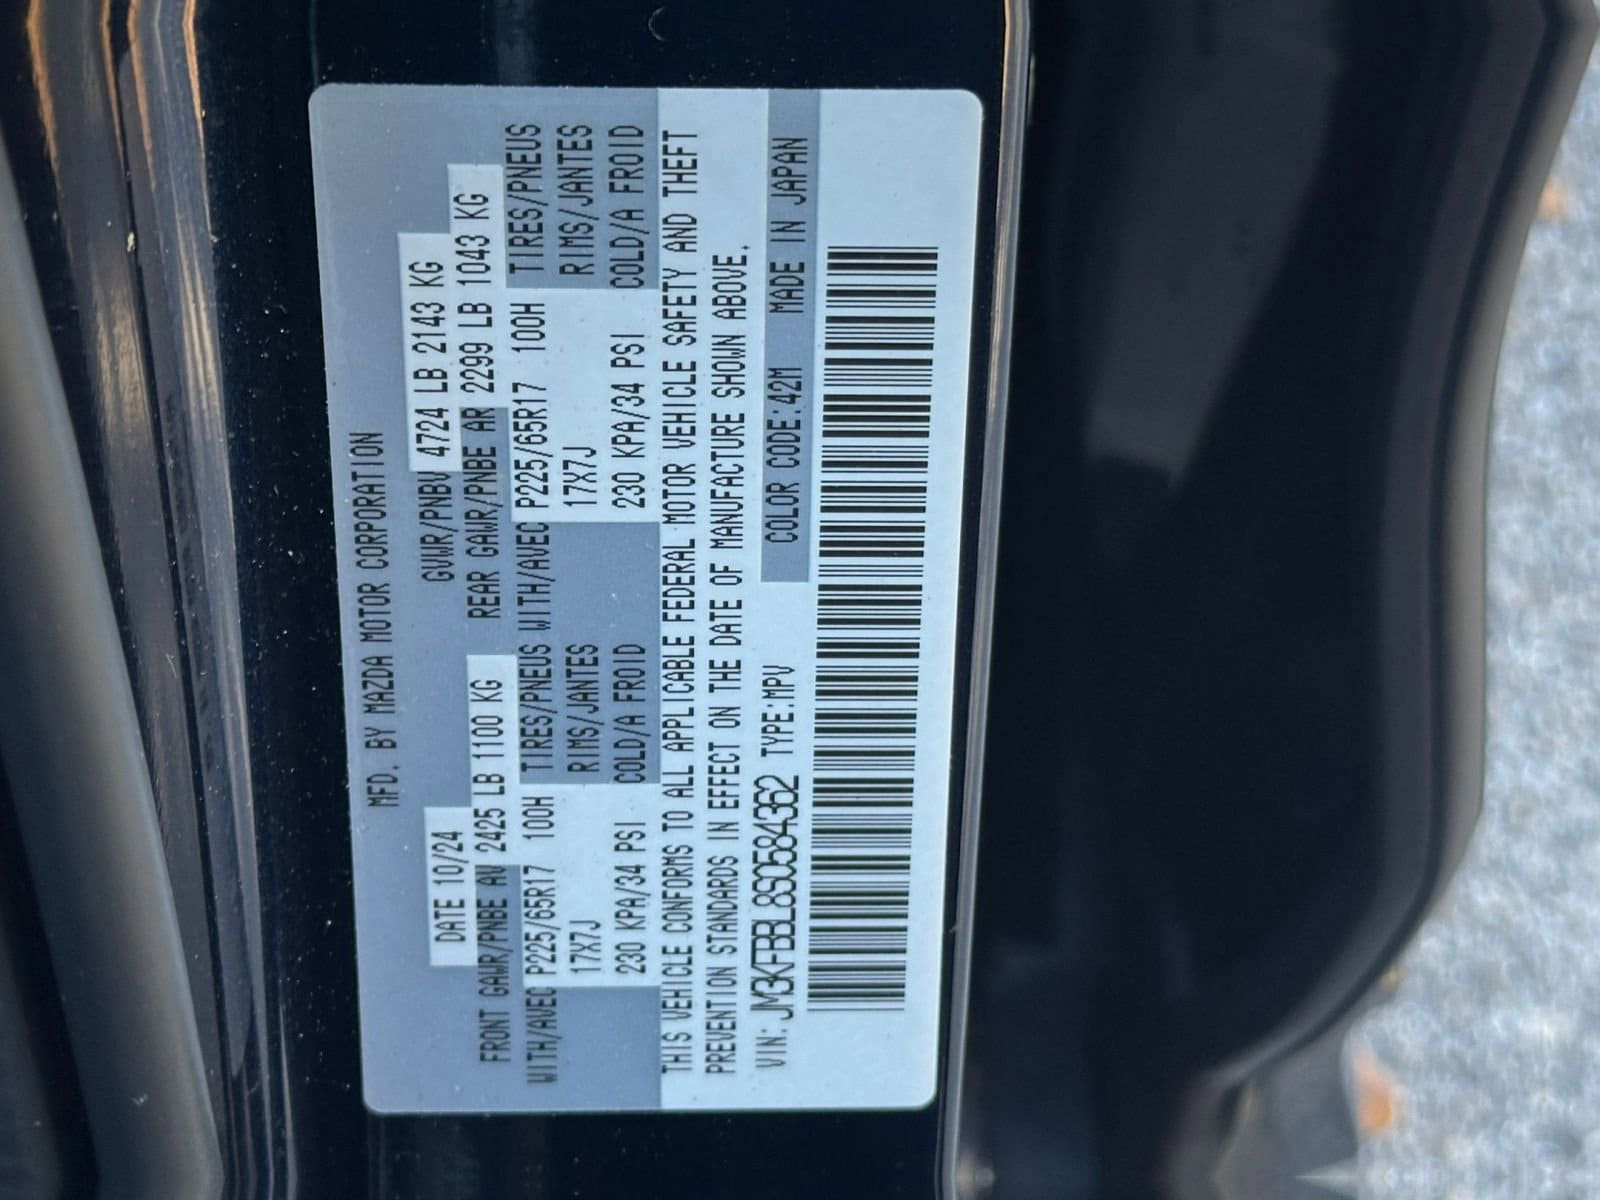 MFD. BY MAZDA MOTOR CORPORATION
DATE 10/24 GVWR/PNBV 4724 LB 2143 KG
FRONT GAWR/PNBE AV 2425 LB 1100 KG REAR GAWR/PNBE AR 2299 LB 1043 KG
WITH/AVEC P225/65R17 100H TIRES/PNEUS WITH/AVEC P225/65R17 100H TIRES/PNEUS
17X7J RIMS/JANTES 17X7J RIMS/JANTES
230 KPA/34 PSI COLD/A FROID 230 KPA/34 PSI COLD/A FROID
THIS VEHICLE CONFORMS TO ALL APPLICABLE FEDERAL MOTOR VEHICLE SAFETY AND THEFT
PREVENTION STANDARDS IN EFFECT ON THE DATE OF MANUFACTURE SHOWN ABOVE.
VIN: JM3KFBBL8S0584362 TYPE:MPV COLOR CODE:42M MADE IN JAPAN